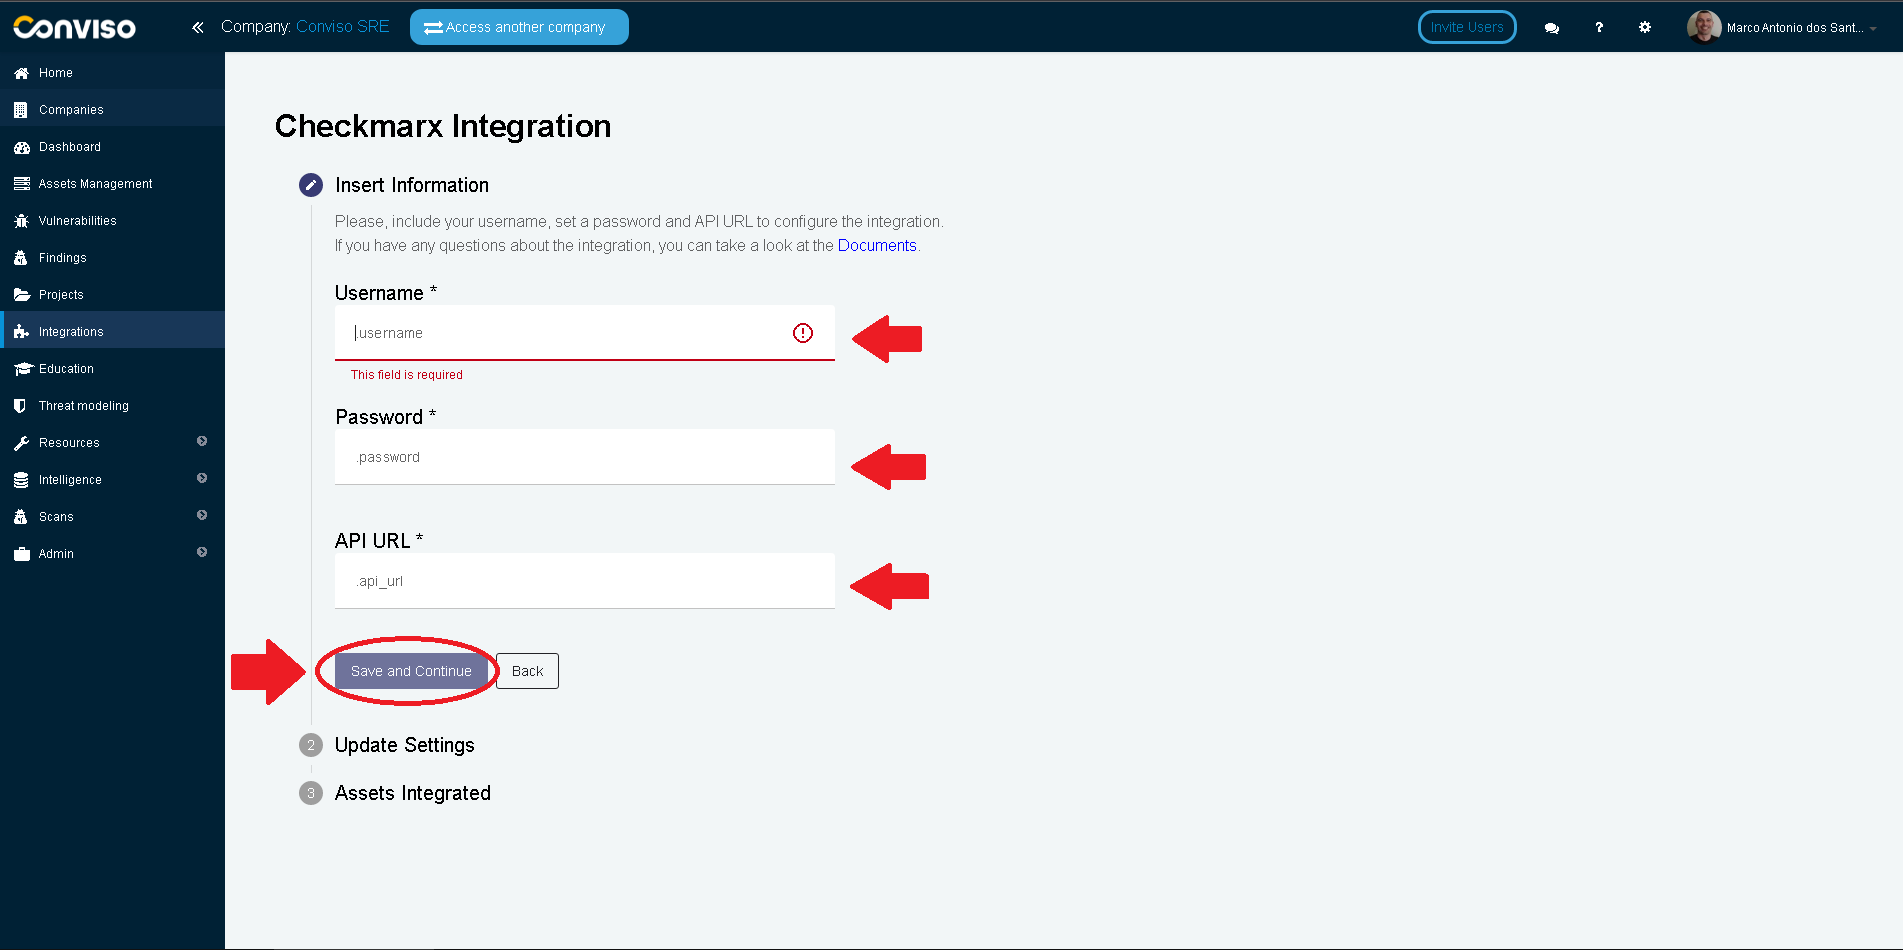 Conviso
Company: Conviso SRE
Access another company
Invite Users
?
Marco Antonio dos Sant...
Home
Companies
Dashboard
Assets Management
Vulnerabilities
Findings
Projects
Integrations
Education
Threat modeling
Resources
Intelligence
Scans
Admin
Checkmarx Integration
Insert Information
Please, include your username, set a password and API URL to configure the integration.
If you have any questions about the integration, you can take a look at the Documents.
Username *
.username
This field is required
Password *
.password
API URL *
.api_url
Save and Continue
Back
2 Update Settings
3 Assets Integrated